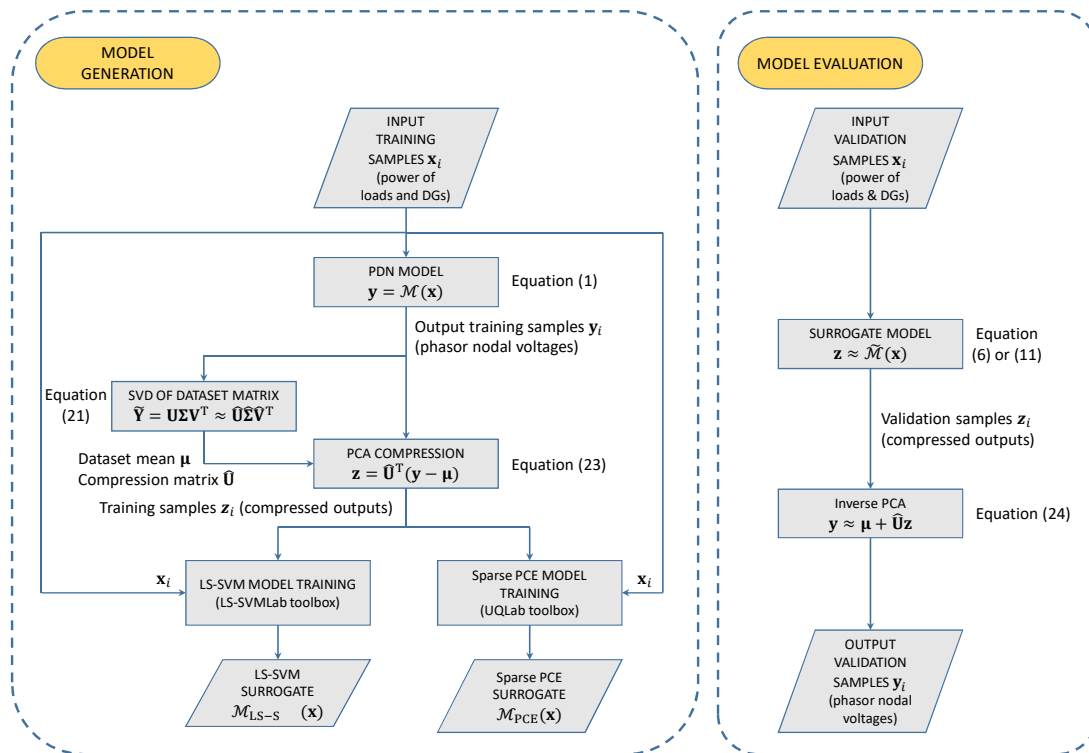 MODEL
GENERATION
INPUT
TRAINING
SAMPLES 𝐱ᵢ
(power of
loads and DGs)
PDN MODEL
𝐲 = ℳ(𝐱)
Equation (1)
Output training samples 𝐲ᵢ
(phasor nodal voltages)
Equation
(21)
SVD OF DATASET MATRIX
𝐘̃ = 𝐔𝚺𝐕ᵀ ≈ 𝐔̂𝚺̂𝐕̂ᵀ
Dataset mean 𝛍
Compression matrix 𝐔̂
PCA COMPRESSION
𝐳 = 𝐔̂ᵀ(𝐲 − 𝛍)
Equation (23)
Training samples 𝒛ᵢ (compressed outputs)
𝐱ᵢ
LS-SVM MODEL TRAINING
(LS-SVMLab toolbox)
Sparse PCE MODEL
TRAINING
(UQLab toolbox)
𝐱ᵢ
LS-SVM
SURROGATE
ℳ_LS−S (𝐱)
Sparse PCE
SURROGATE
ℳ_PCE(𝐱)
MODEL EVALUATION
INPUT
VALIDATION
SAMPLES 𝐱ᵢ
(power of
loads & DGs)
SURROGATE MODEL
𝐳 ≈ ℳ̃(𝐱)
Equation
(6) or (11)
Validation samples 𝒛ᵢ
(compressed outputs)
Inverse PCA
𝐲 ≈ 𝛍 + 𝐔̂𝐳
Equation (24)
OUTPUT
VALIDATION
SAMPLES 𝐲ᵢ
(phasor nodal
voltages)